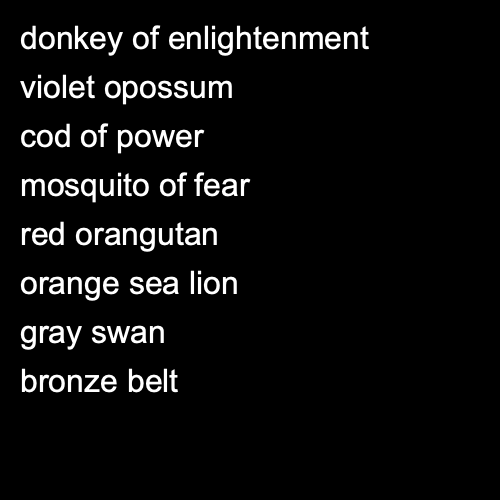 donkey of enlightenment
violet opossum
cod of power
mosquito of fear
red orangutan
orange sea lion
gray swan
bronze belt